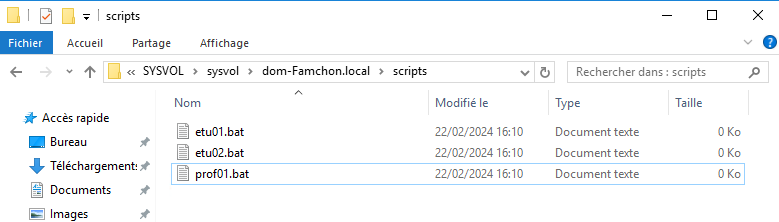 scripts
Fichier Accueil Partage Affichage
« SYSVOL > sysvol > dom-Famchon.local > scripts Rechercher dans : scripts
Nom Modifié le Type Taille
Accès rapide
etu01.bat 22/02/2024 16:10 Document texte 0 Ko
Bureau
etu02.bat 22/02/2024 16:10 Document texte 0 Ko
Téléchargements
prof01.bat 22/02/2024 16:10 Document texte 0 Ko
Documents
Images